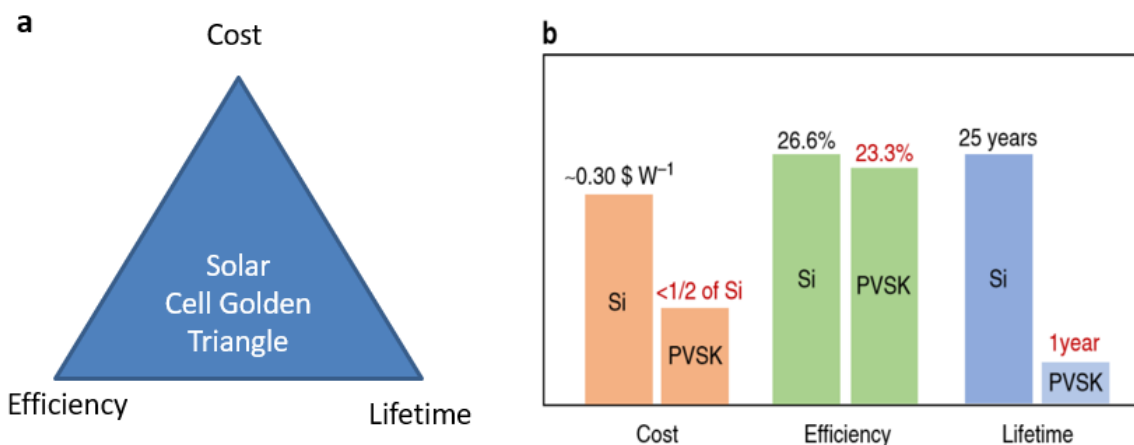 a
Cost
Solar
Cell Golden
Triangle
Efficiency
Lifetime
b
~0.30 $ W⁻¹
Si
<1/2 of Si
PVSK
26.6%
Si
23.3%
PVSK
25 years
Si
1year
PVSK
Cost
Efficiency
Lifetime